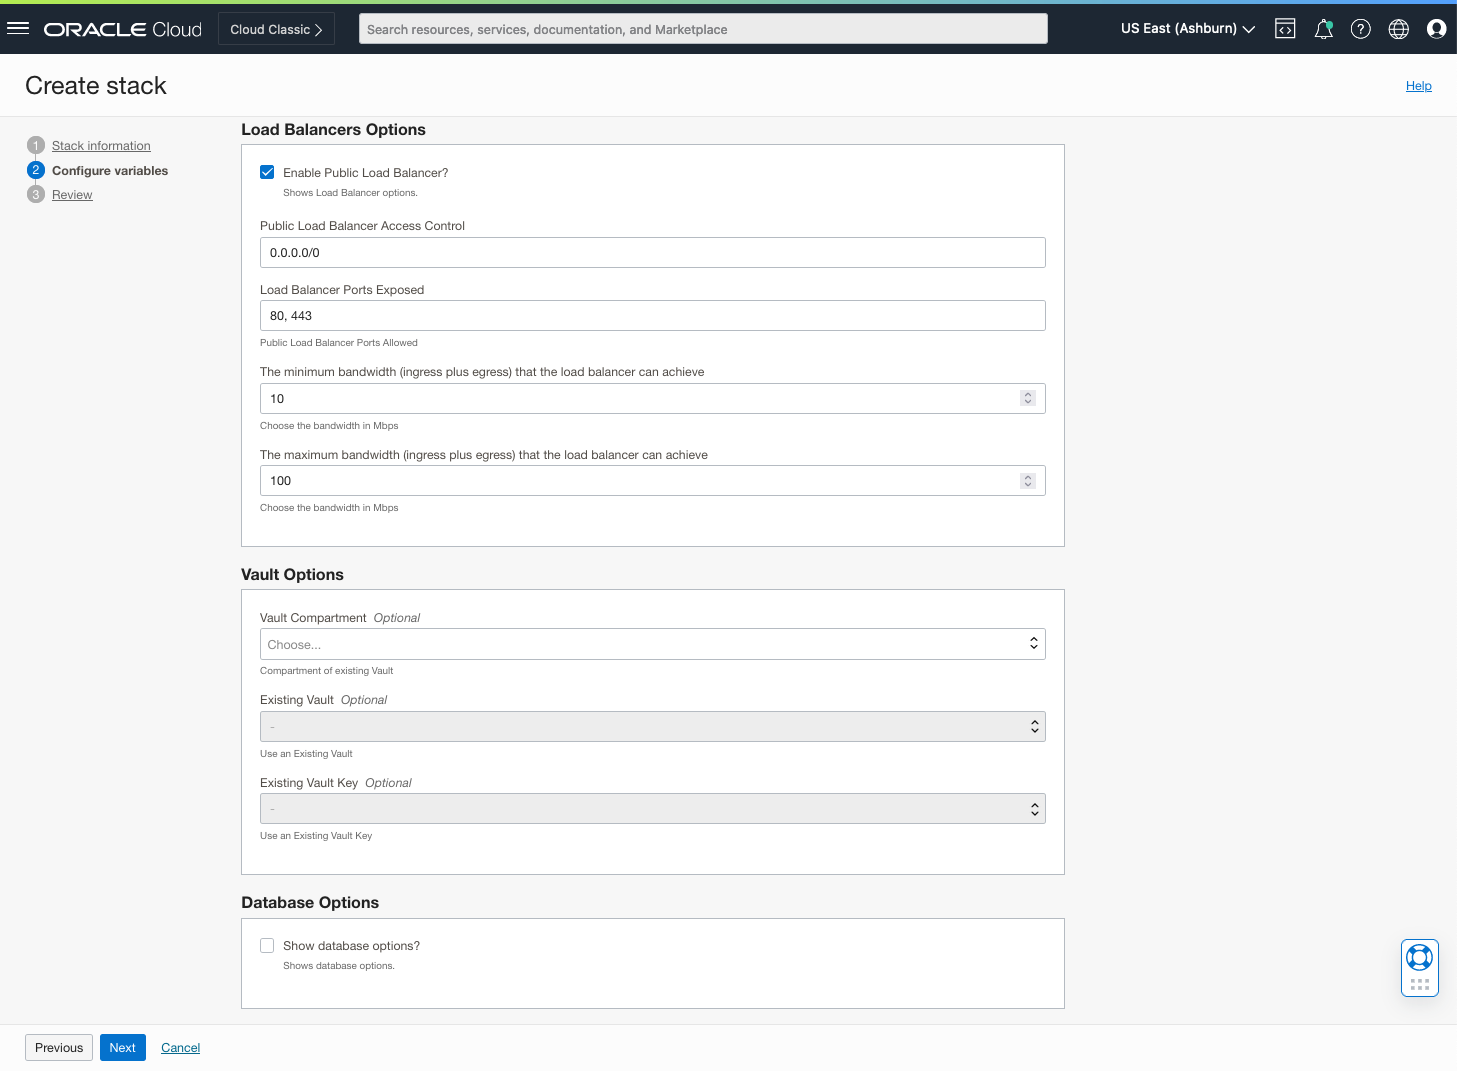 ORACLE Cloud
Cloud Classic
Search resources, services, documentation, and Marketplace
US East (Ashburn)
Create stack
Help
1 Stack information
2 Configure variables
3 Review
Load Balancers Options
Enable Public Load Balancer?
Shows Load Balancer options.
Public Load Balancer Access Control
0.0.0.0/0
Load Balancer Ports Exposed
80, 443
Public Load Balancer Ports Allowed
The minimum bandwidth (ingress plus egress) that the load balancer can achieve
10
Choose the bandwidth in Mbps
The maximum bandwidth (ingress plus egress) that the load balancer can achieve
100
Choose the bandwidth in Mbps
Vault Options
Vault Compartment Optional
Choose...
Compartment of existing Vault
Existing Vault Optional
-
Use an Existing Vault
Existing Vault Key Optional
-
Use an Existing Vault Key
Database Options
Show database options?
Shows database options.
Previous
Next
Cancel